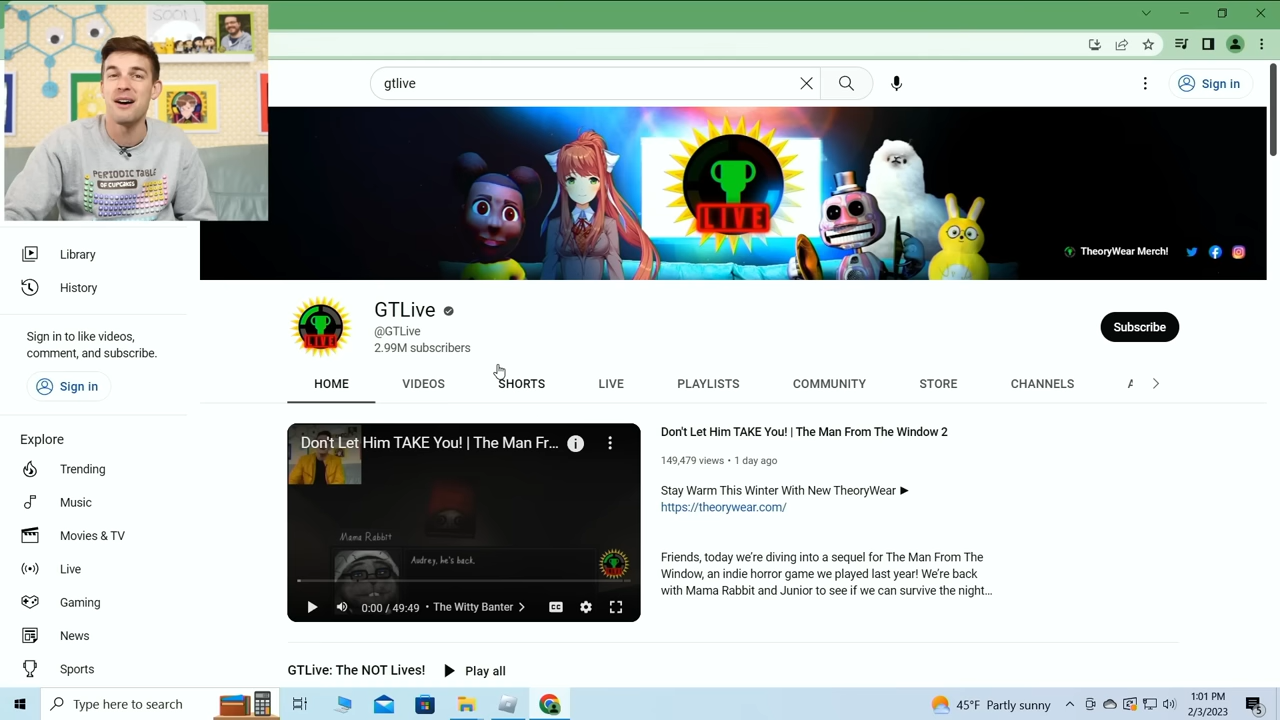 SOON
PERIODIC TABLE
OF CUPCAKES
gtlive
Sign in
LIVE
TheoryWear Merch!
Library
History
Sign in to like videos,
comment, and subscribe.
Sign in
Explore
Trending
Music
Movies & TV
Live
Gaming
News
Sports
LIVE
GTLive
@GTLive
2.99M subscribers
Subscribe
HOME
VIDEOS
SHORTS
LIVE
PLAYLISTS
COMMUNITY
STORE
CHANNELS
Don't Let Him TAKE You! | The Man Fr...
Mama Rabbit
Audrey, he's back.
0:00 / 49:49 • The Witty Banter
Don't Let Him TAKE You! | The Man From The Window 2
149,479 views • 1 day ago
Stay Warm This Winter With New TheoryWear ►
https://theorywear.com/
Friends, today we're diving into a sequel for The Man From The
Window, an indie horror game we played last year! We're back
with Mama Rabbit and Junior to see if we can survive the night...
GTLive: The NOT Lives!
Play all
Type here to search
45°F Partly sunny
1:01 PM
2/3/2023
5